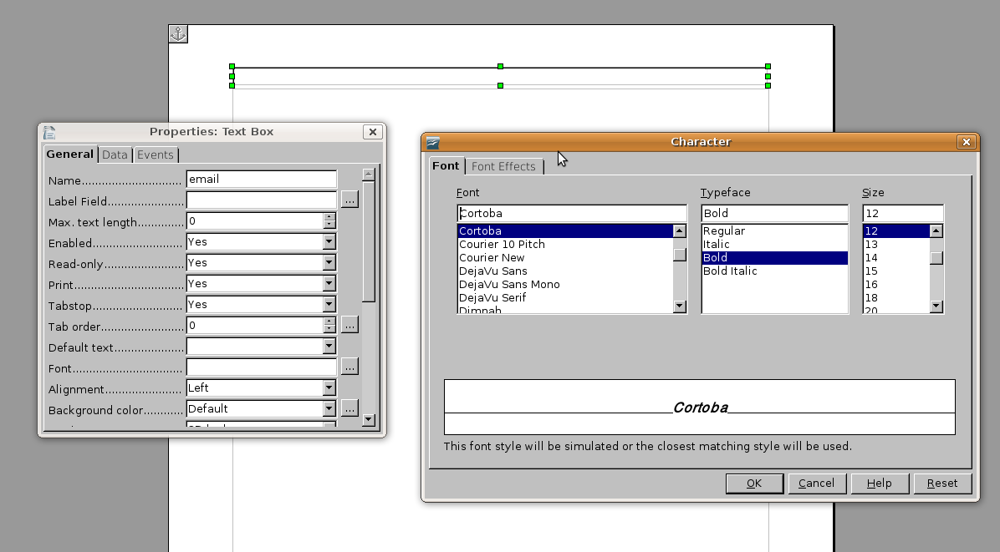 Properties: Text Box
General Data Events
Name.............................. email
Label Field...................... ...
Max. text length............. 0
Enabled.......................... Yes
Read-only....................... Yes
Print............................... Yes
Tabstop.......................... Yes
Tab order........................ 0 ...
Default text.....................
Font................................ ...
Alignment....................... Left
Background color............ Default ...
Character
Font Font Effects
Font Typeface Size
Cortoba Bold 12
Cortoba Regular 12
Courier 10 Pitch Italic 13
Courier New Bold 14
DejaVu Sans Bold Italic 15
DejaVu Sans Mono 16
DejaVu Serif 18
Dimnah 20
Cortoba
This font style will be simulated or the closest matching style will be used.
OK Cancel Help Reset